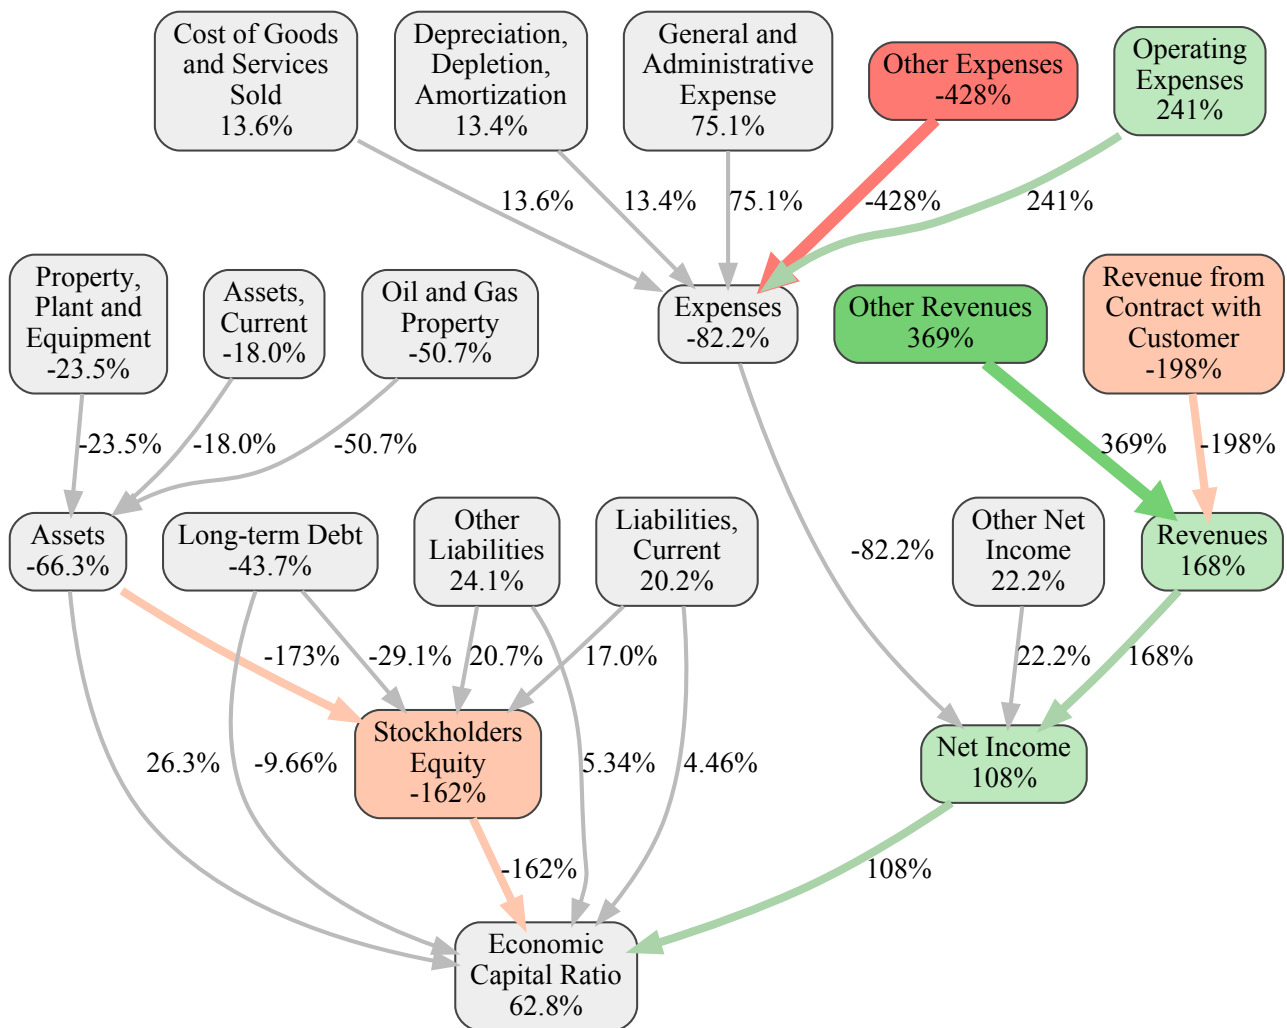 Cost of Goods
and Services
Sold
13.6%
Depreciation,
Depletion,
Amortization
13.4%
General and
Administrative
Expense
75.1%
Other Expenses
-428%
Operating
Expenses
241%
13.6%
13.4%
75.1%
-428%
241%
Property,
Plant and
Equipment
-23.5%
Assets,
Current
-18.0%
Oil and Gas
Property
-50.7%
Expenses
-82.2%
Other Revenues
369%
Revenue from
Contract with
Customer
-198%
-23.5%
-18.0%
-50.7%
369%
-198%
Assets
-66.3%
Long-term Debt
-43.7%
Other
Liabilities
24.1%
Liabilities,
Current
20.2%
-82.2%
Other Net
Income
22.2%
Revenues
168%
-173%
-29.1%
20.7%
17.0%
22.2%
168%
26.3%
-9.66%
Stockholders
Equity
-162%
5.34%
4.46%
Net Income
108%
-162%
108%
Economic
Capital Ratio
62.8%